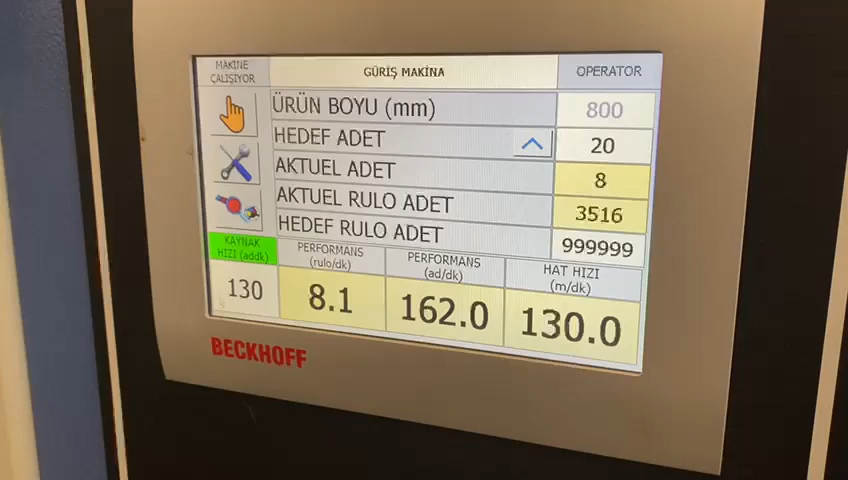 MAKINE
ÇALIŞIYOR
GÜRİŞ MAKİNA
OPERATOR
ÜRÜN BOYU (mm)
800
HEDEF ADET
20
AKTUEL ADET
8
AKTUEL RULO ADET
3516
HEDEF RULO ADET
999999
KAYNAK
HIZI (addk)
130
PERFORMANS
(rulo/dk)
8.1
PERFORMANS
(ad/dk)
162.0
HAT HIZI
(m/dk)
130.0
BECKHOFF